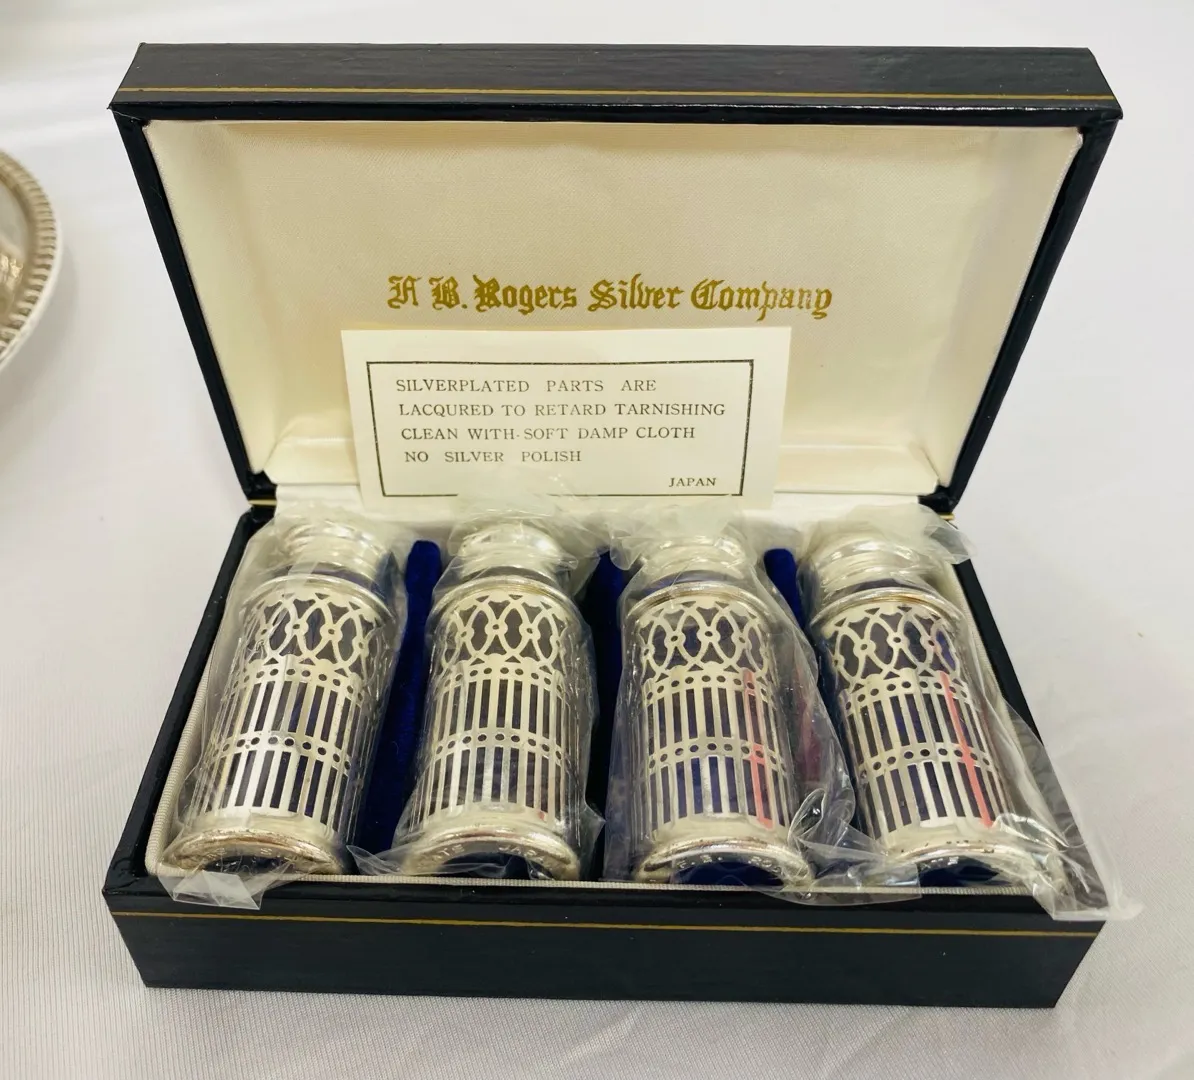 F. B. Rogers Silver Company
SILVERPLATED PARTS ARE
LACQURED TO RETARD TARNISHING
CLEAN WITH SOFT DAMP CLOTH
NO SILVER POLISH
JAPAN